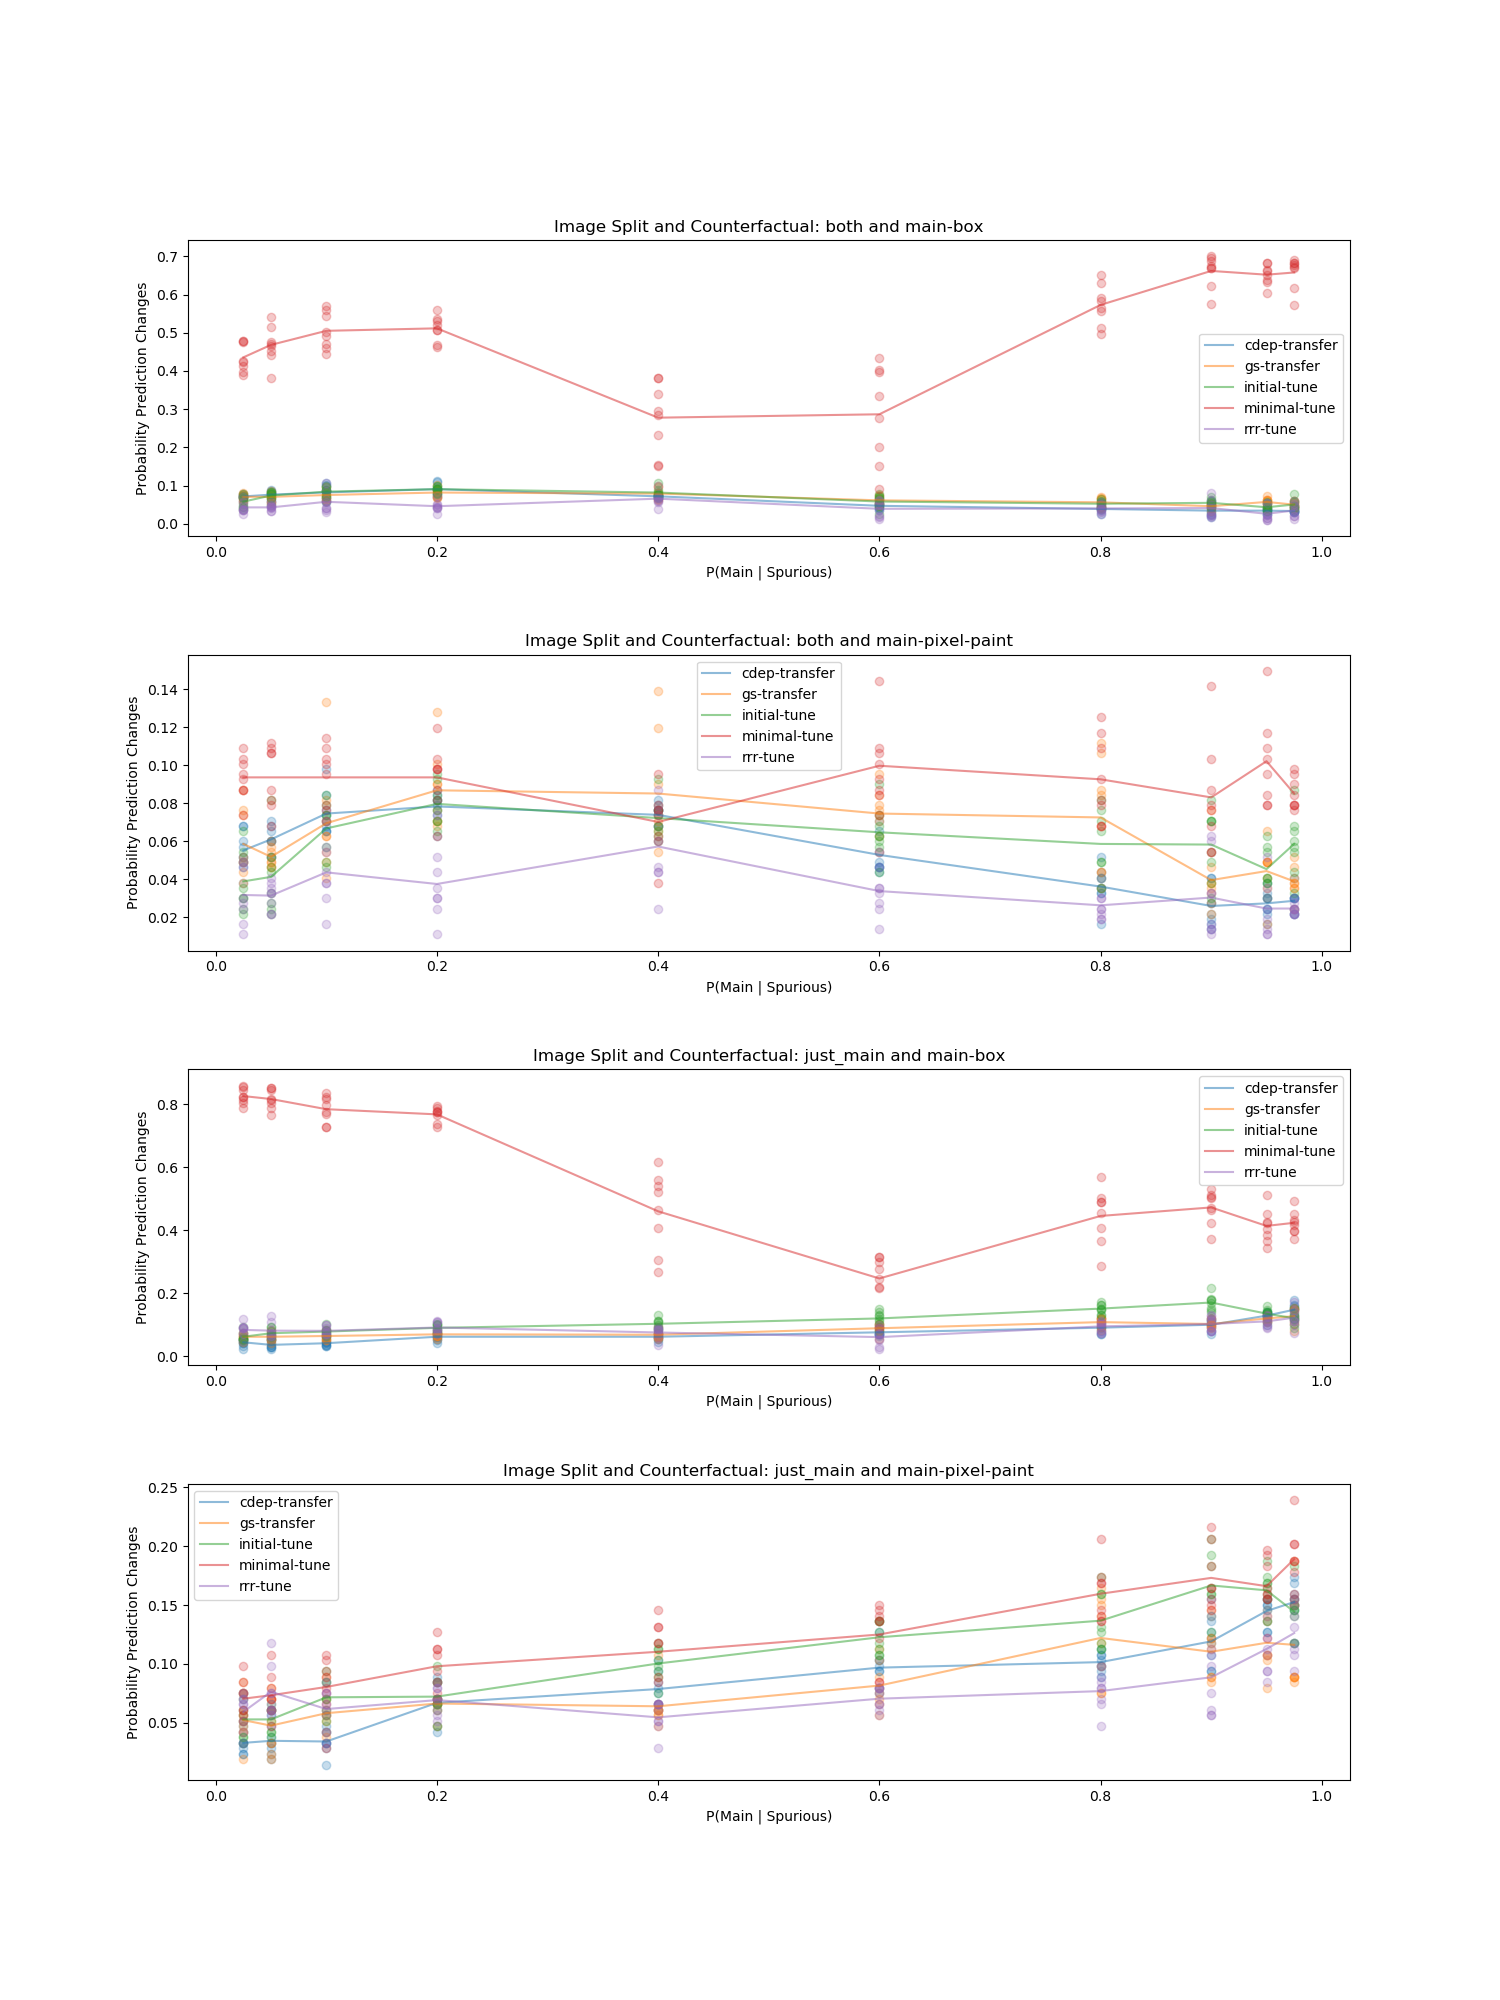 Image Split and Counterfactual: both and main-box
Probability Prediction Changes
0.7
0.6
0.5
0.4
0.3
0.2
0.1
0.0
cdep-transfer
gs-transfer
initial-tune
minimal-tune
rrr-tune
0.0 0.2 0.4 0.6 0.8 1.0
P(Main | Spurious)
Image Split and Counterfactual: both and main-pixel-paint
Probability Prediction Changes
0.14
0.12
0.10
0.08
0.06
0.04
0.02
cdep-transfer
gs-transfer
initial-tune
minimal-tune
rrr-tune
0.0 0.2 0.4 0.6 0.8 1.0
P(Main | Spurious)
Image Split and Counterfactual: just_main and main-box
Probability Prediction Changes
0.8
0.6
0.4
0.2
0.0
cdep-transfer
gs-transfer
initial-tune
minimal-tune
rrr-tune
0.0 0.2 0.4 0.6 0.8 1.0
P(Main | Spurious)
Image Split and Counterfactual: just_main and main-pixel-paint
Probability Prediction Changes
0.25
0.20
0.15
0.10
0.05
cdep-transfer
gs-transfer
initial-tune
minimal-tune
rrr-tune
0.0 0.2 0.4 0.6 0.8 1.0
P(Main | Spurious)